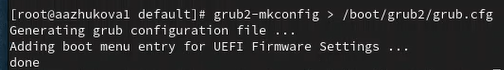 [root@aazhukova1 default]# grub2-mkconfig > /boot/grub2/grub.cfg
Generating grub configuration file ...
Adding boot menu entry for UEFI Firmware Settings ...
done